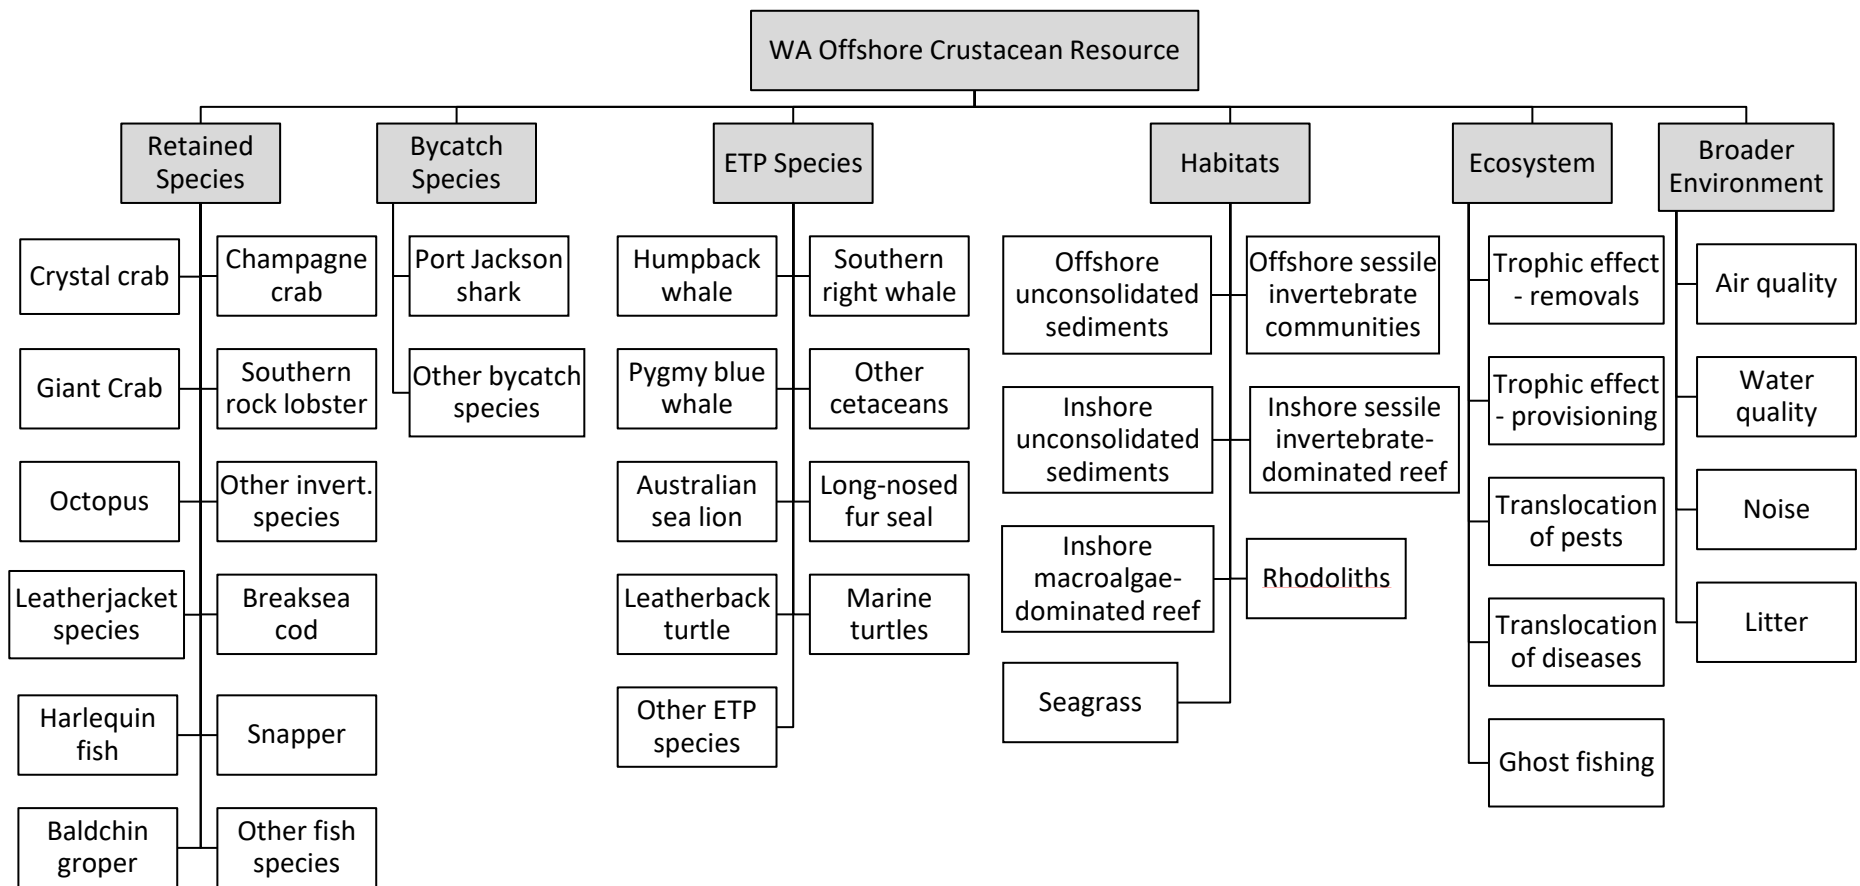 WA Offshore Crustacean Resource
Retained
Species
Bycatch
Species
ETP Species
Habitats
Ecosystem
Broader
Environment
Crystal crab
Champagne
crab
Giant Crab
Southern
rock lobster
Octopus
Other invert.
species
Leatherjacket
species
Breaksea
cod
Harlequin
fish
Snapper
Baldchin
groper
Other fish
species
Port Jackson
shark
Other bycatch
species
Humpback
whale
Southern
right whale
Pygmy blue
whale
Other
cetaceans
Australian
sea lion
Long-nosed
fur seal
Leatherback
turtle
Marine
turtles
Other ETP
species
Offshore
unconsolidated
sediments
Offshore sessile
invertebrate
communities
Inshore
unconsolidated
sediments
Inshore sessile
invertebrate-
dominated reef
Inshore
macroalgae-
dominated reef
Rhodoliths
Seagrass
Trophic effect
- removals
Trophic effect
- provisioning
Translocation
of pests
Translocation
of diseases
Ghost fishing
Air quality
Water
quality
Noise
Litter